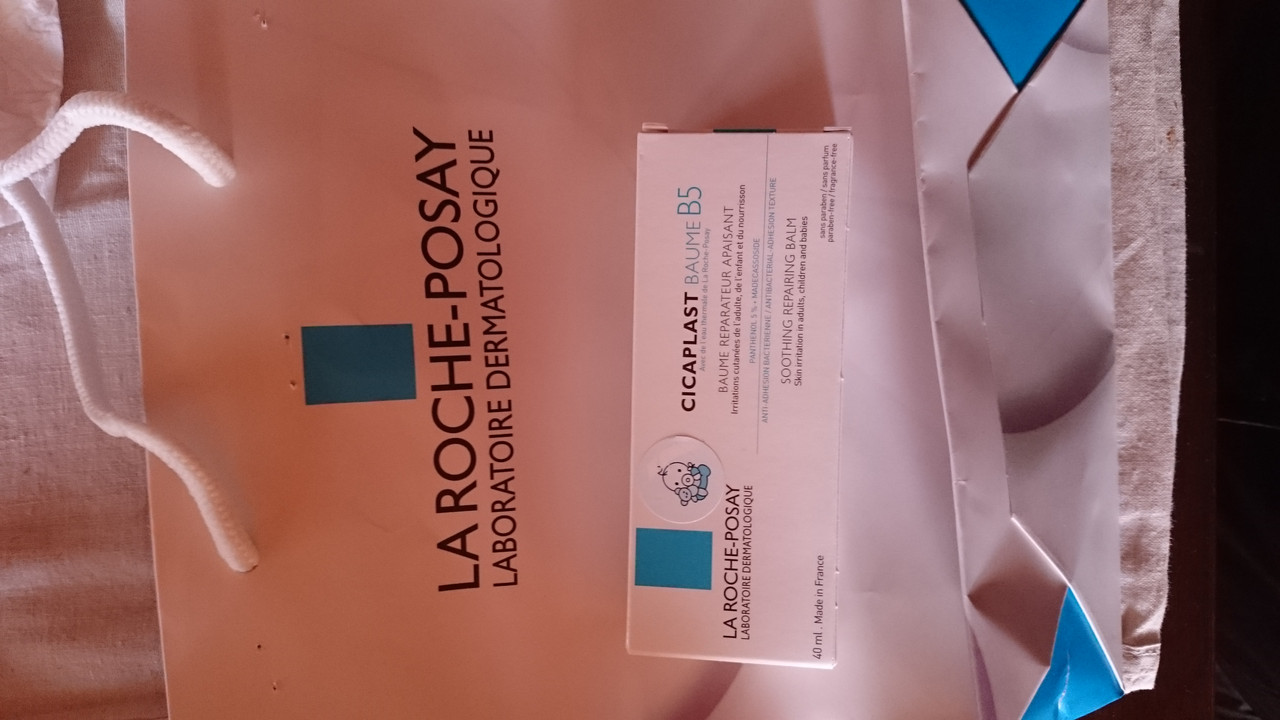 LA ROCHE-POSAY
LABORATOIRE DERMATOLOGIQUE
LA ROCHE-POSAY
LABORATOIRE DERMATOLOGIQUE
40 ml . Made in France
CICAPLAST BAUME B5
Avec de l'eau thermale de La Roche-Posay
BAUME RÉPARATEUR APAISANT
Irritations cutanées de l'adulte, de l'enfant et du nourrisson
PANTHENOL 5 % + MADECASSOSIDE
ANTI-ADHESION BACTERIENNE / ANTIBACTERIAL-ADHESION TEXTURE
SOOTHING REPAIRING BALM
Skin irritation in adults, children and babies
sans paraben / sans parfum
paraben-free / fragrance-free